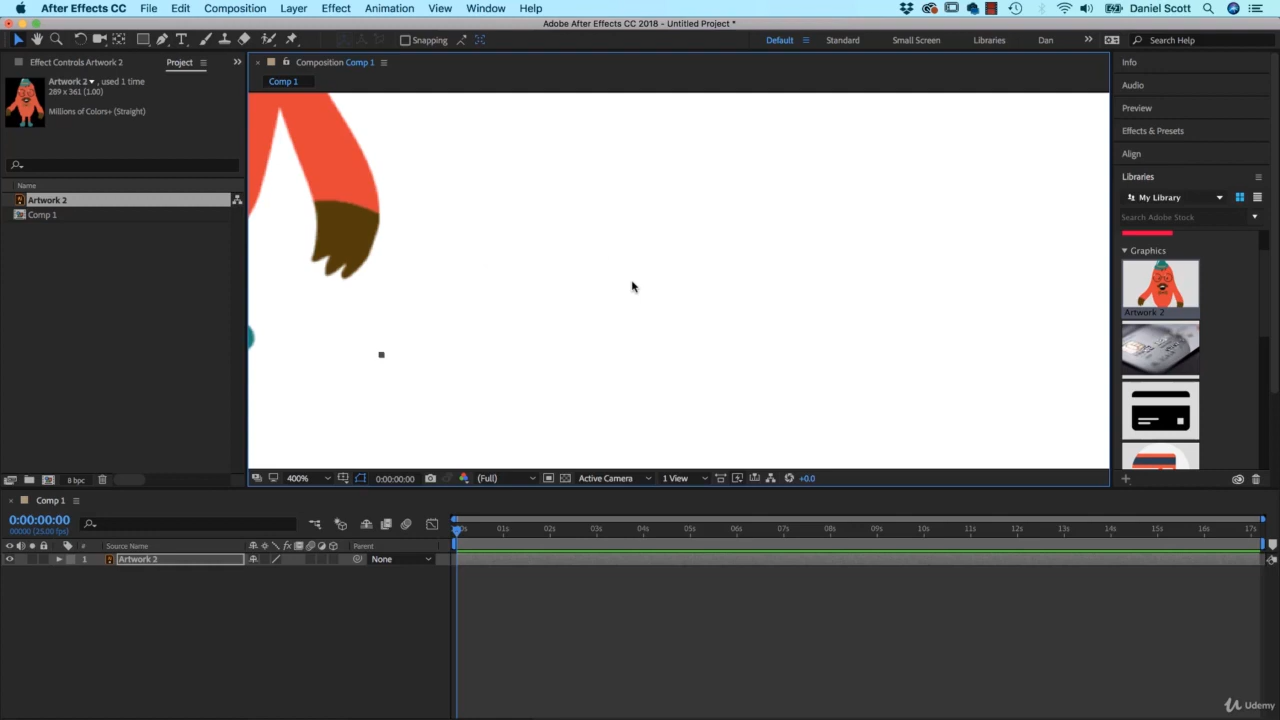 After Effects CC File Edit Composition Layer Effect Animation View Window Help Daniel Scott
Adobe After Effects CC 2018 - Untitled Project *
Snapping Default Standard Small Screen Libraries Dan Search Help
Effect Controls Artwork 2 Project
Composition Comp 1
Comp 1
Artwork 2, used 1 time
289 x 361 (1.00)
Millions of Colors+ (Straight)
Name
Artwork 2
Comp 1
Info
Audio
Preview
Effects & Presets
Align
Libraries
My Library
Search Adobe Stock
Graphics
Artwork 2
8 bpc
400% 0:00:00:00 (Full) Active Camera 1 View +0.0
Comp 1
0:00:00:00
00000 (25.00 fps)
01s 02s 03s 04s 05s 06s 07s 08s 09s 10s 11s 12s 13s 14s 15s 16s 17s
# Source Name fx Parent
1 Artwork 2 None
Udemy